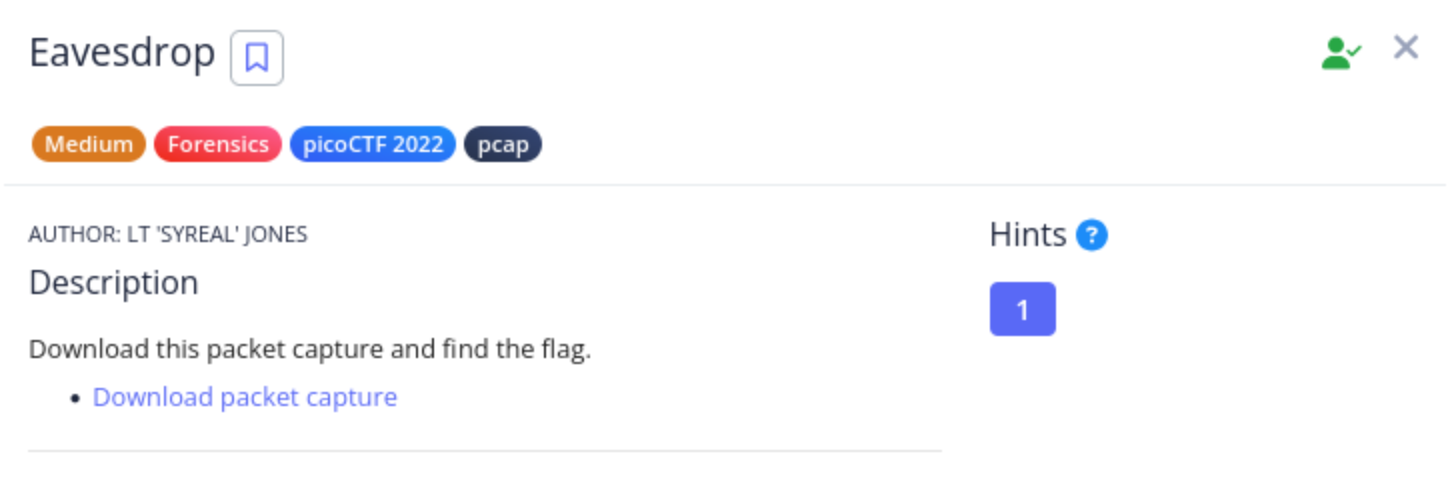 Eavesdrop
Medium Forensics picoCTF 2022 pcap
AUTHOR: LT 'SYREAL' JONES
Description
Download this packet capture and find the flag.
• Download packet capture
Hints ?
1